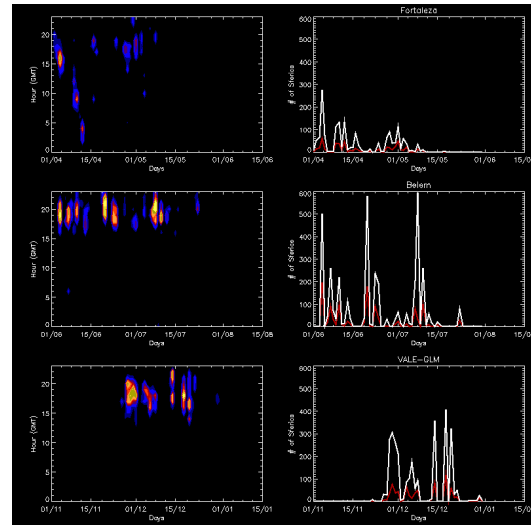 Fortaleza
Hour (GMT)
20
15
10
5
0
01/04 15/04 01/05 15/05 01/06 15/06
Days
# of Sferics
600
500
400
300
200
100
0
01/04 15/04 01/05 15/05 01/06 15/06
Days
Belem
Hour (GMT)
20
15
10
5
0
01/06 15/06 01/07 15/07 01/08 15/08
Days
# of Sferics
600
500
400
300
200
100
0
01/06 15/06 01/07 15/07 01/08 15/08
Days
VALE-GLM
Hour (GMT)
20
15
10
5
0
01/11 15/11 01/12 15/12 01/01 15/01
Days
# of Sferics
600
500
400
300
200
100
0
01/11 15/11 01/12 15/12 01/01 15/01
Days